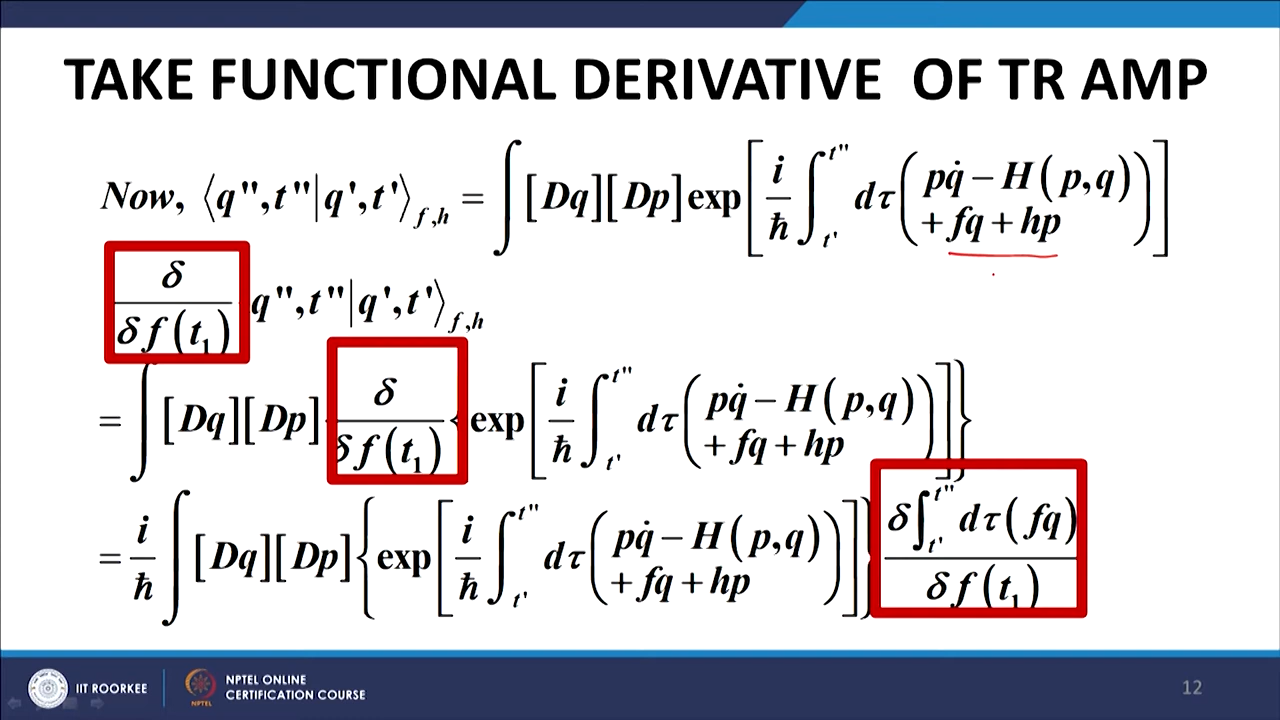 TAKE FUNCTIONAL DERIVATIVE OF TR AMP
Now, ⟨q'',t''|q',t'⟩_{f,h} = ∫[Dq][Dp]exp[i/ħ ∫_{t'}^{t''} dτ(pq̇ − H(p,q) + fq + hp)]
δ/δf(t₁) q'',t''|q',t'⟩_{f,h}
= ∫[Dq][Dp] δ/δf(t₁) {exp[i/ħ ∫_{t'}^{t''} dτ(pq̇ − H(p,q) + fq + hp)]}
= i/ħ ∫[Dq][Dp]{exp[i/ħ ∫_{t'}^{t''} dτ(pq̇ − H(p,q) + fq + hp)]} δ∫_{t'}^{t''} dτ(fq)/δf(t₁)
IIT ROORKEE
NPTEL
NPTEL ONLINE
CERTIFICATION COURSE
12